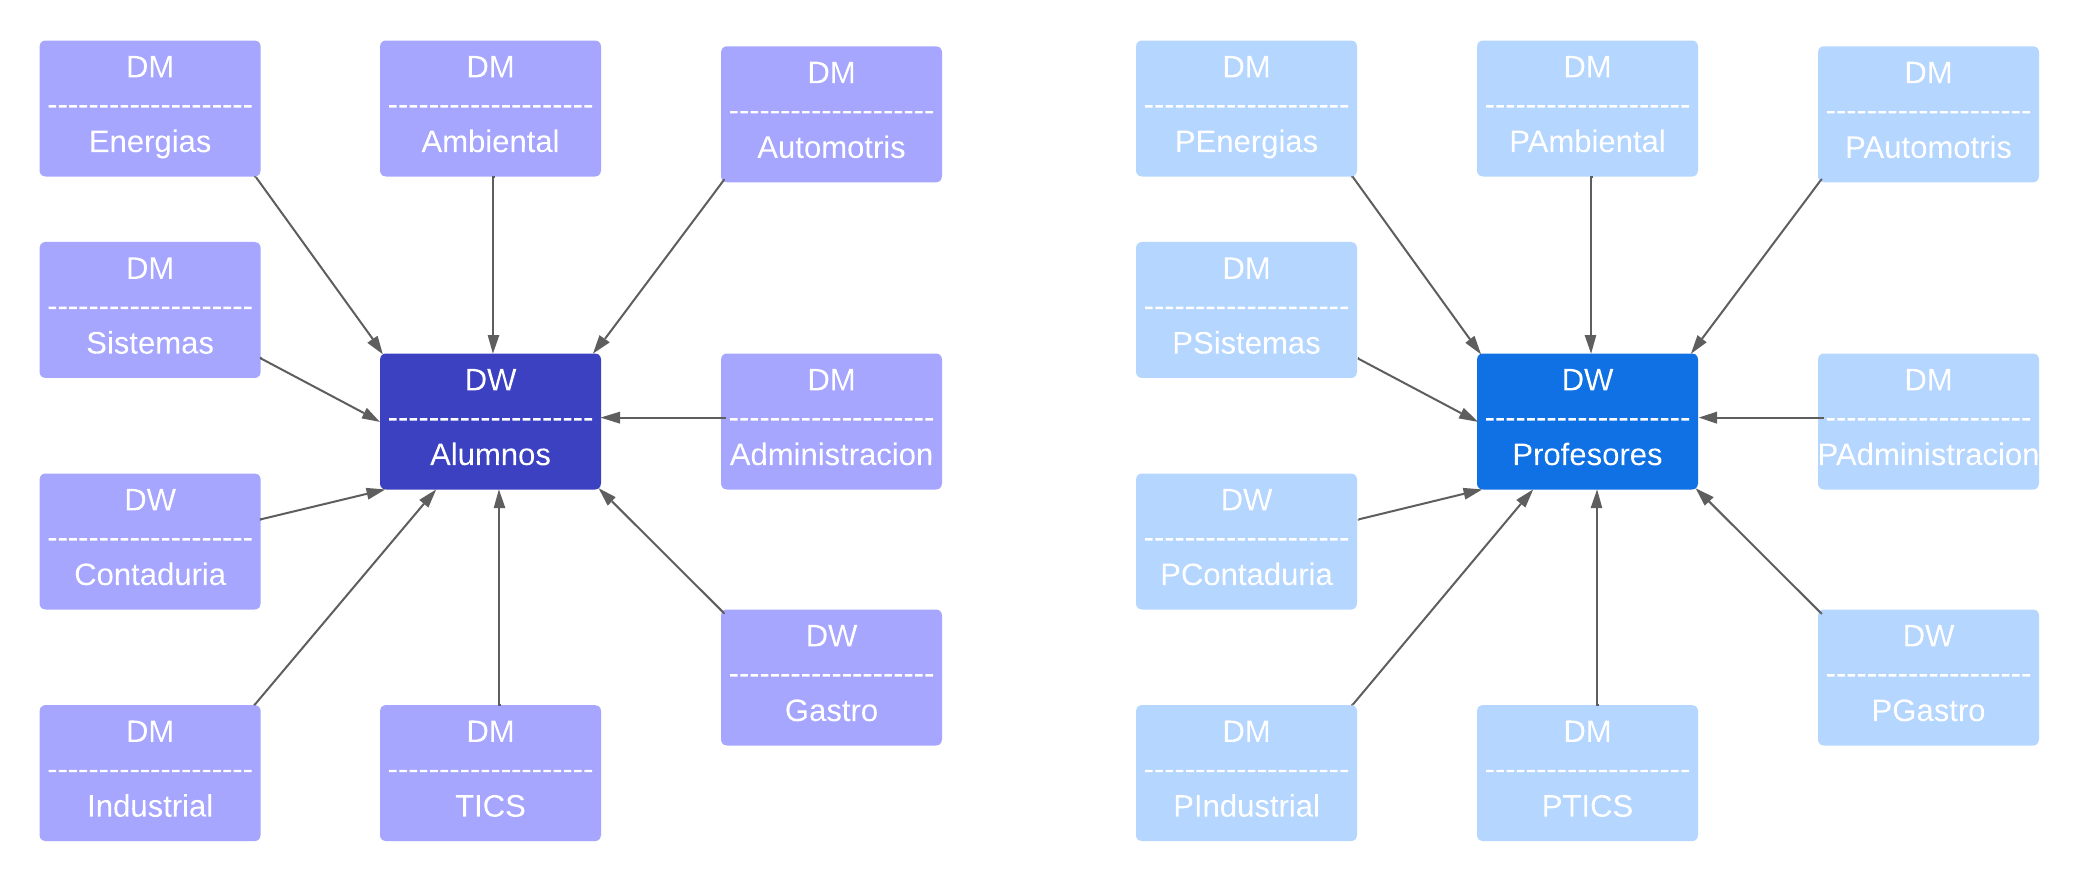 DM
--------------------
Energias
DM
--------------------
Ambiental
DM
--------------------
Automotris
DM
--------------------
Sistemas
DW
--------------------
Alumnos
DM
--------------------
Administracion
DW
--------------------
Contaduria
DW
--------------------
Gastro
DM
--------------------
Industrial
DM
--------------------
TICS
DM
--------------------
PEnergias
DM
--------------------
PAmbiental
DM
--------------------
PAutomotris
DM
--------------------
PSistemas
DW
--------------------
Profesores
DM
--------------------
PAdministracion
DW
--------------------
PContaduria
DW
--------------------
PGastro
DM
--------------------
PIndustrial
DM
--------------------
PTICS